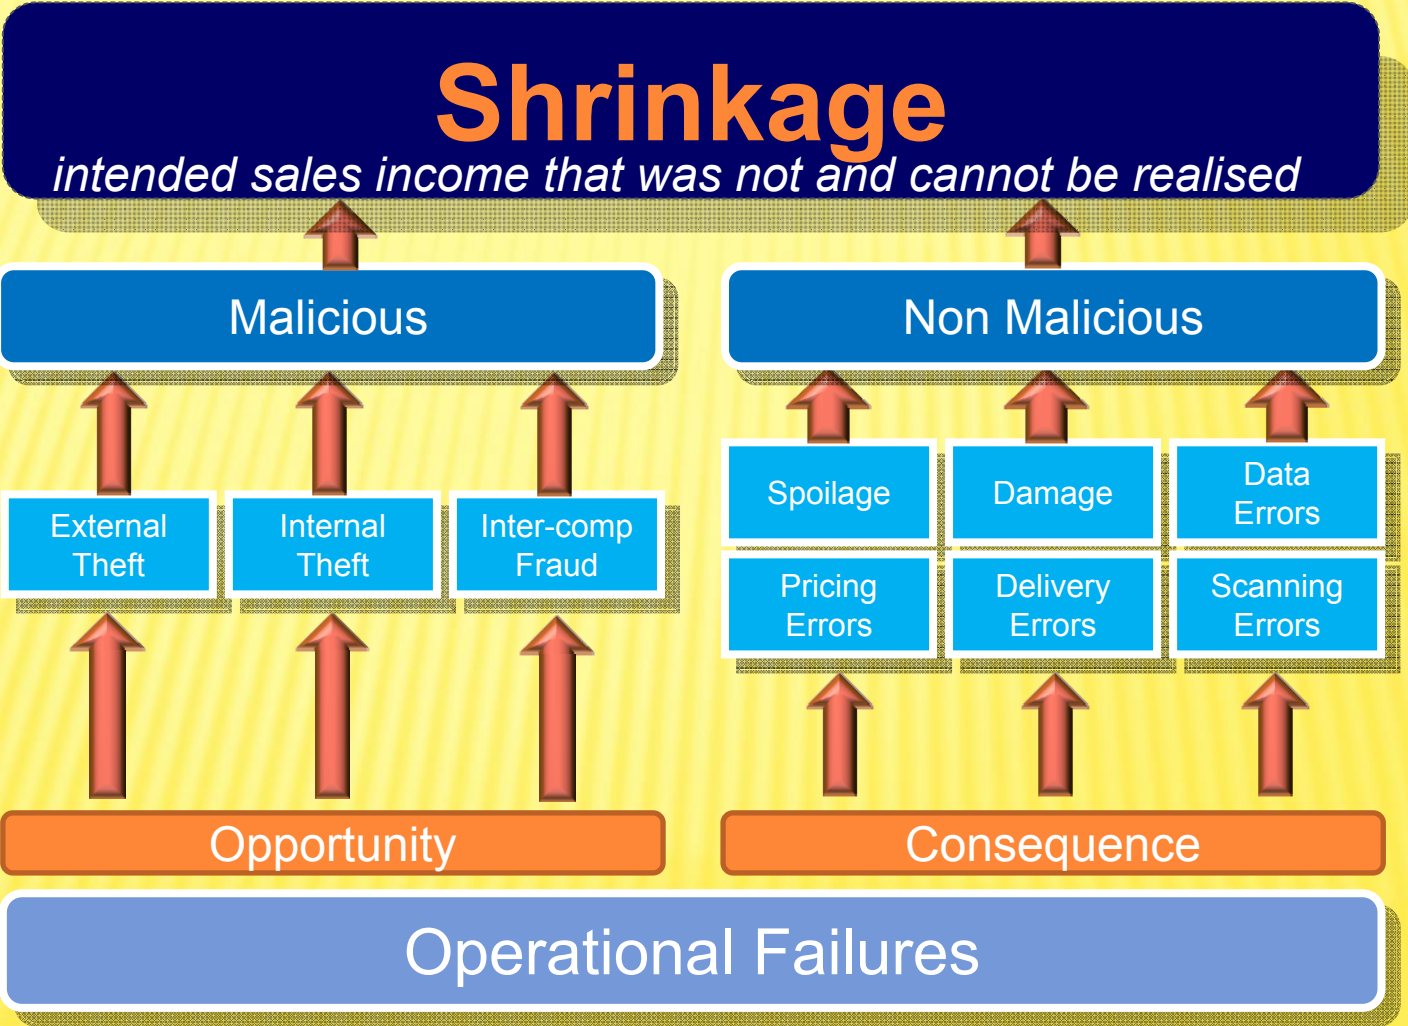 Shrinkage
intended sales income that was not and cannot be realised
Malicious
Non Malicious
External
Theft
Internal
Theft
Inter-comp
Fraud
Spoilage
Damage
Data
Errors
Pricing
Errors
Delivery
Errors
Scanning
Errors
Opportunity
Consequence
Operational Failures